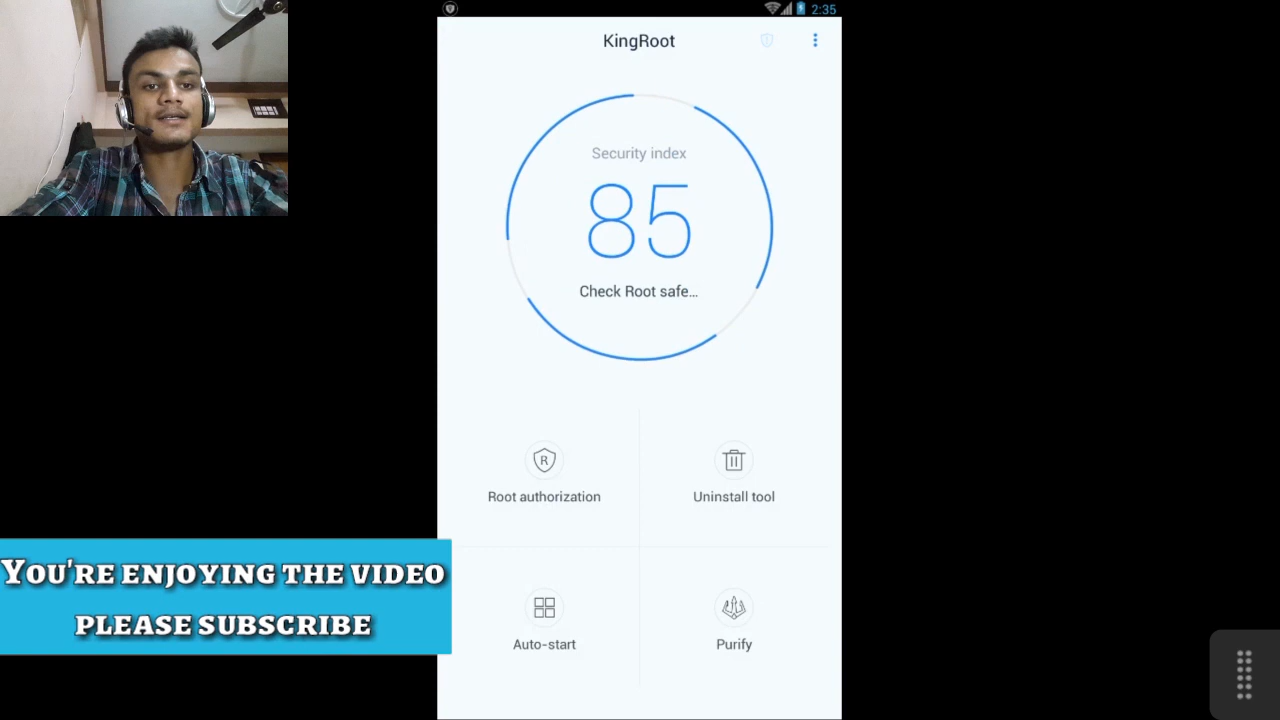 2:35
KingRoot
Security index
85
Check Root safe...
R
Root authorization
Uninstall tool
Auto-start
Purify
You're enjoying the video
please subscribe